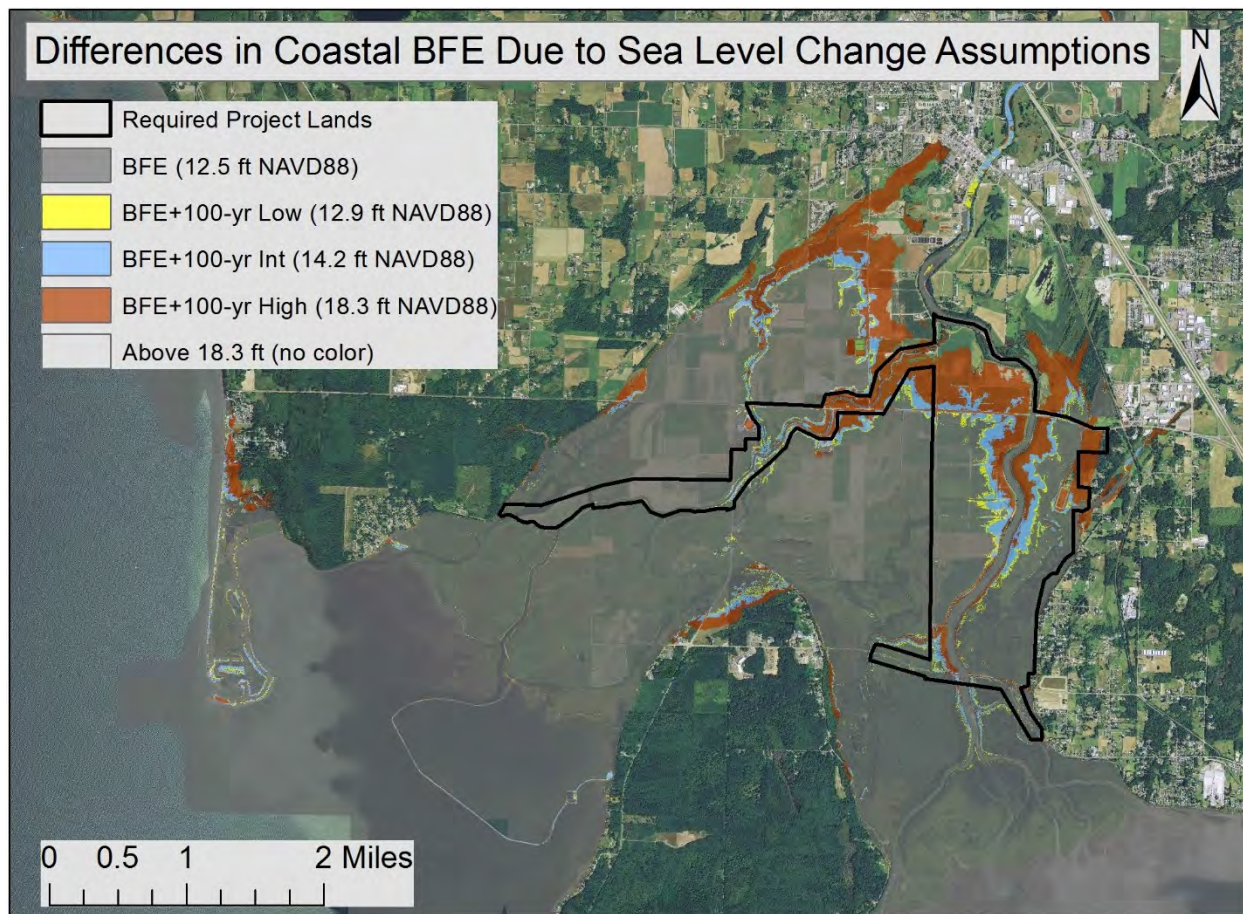 Differences in Coastal BFE Due to Sea Level Change Assumptions
N
Required Project Lands
BFE (12.5 ft NAVD88)
BFE+100-yr Low (12.9 ft NAVD88)
BFE+100-yr Int (14.2 ft NAVD88)
BFE+100-yr High (18.3 ft NAVD88)
Above 18.3 ft (no color)
0 0.5 1 2 Miles